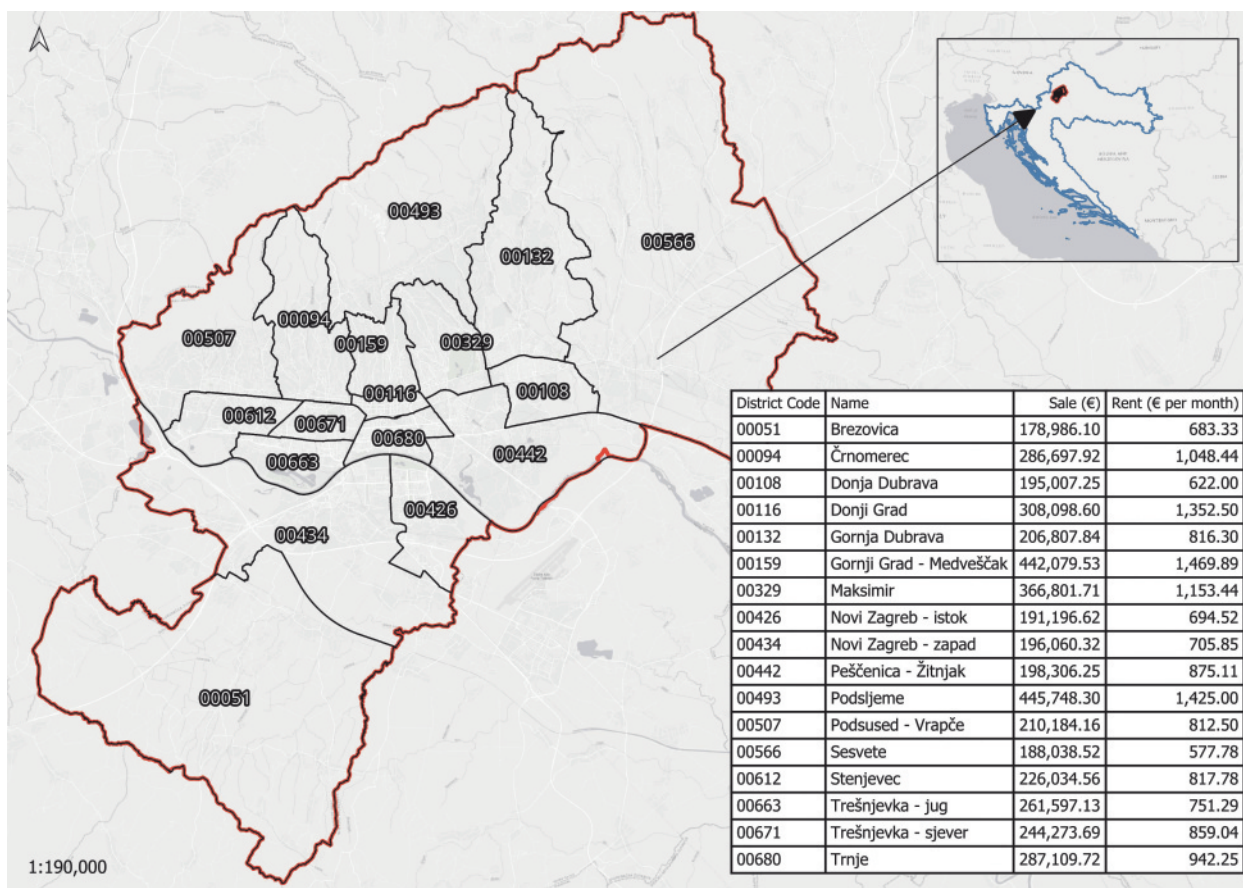 00493
00566
00132
00094
00507
00159
00329
00116
00108
00612
00671
00680
00442
00663
00426
00434
00051
1:190,000
District Code Name Sale (€) Rent (€ per month)
00051 Brezovica 178,986.10 683.33
00094 Črnomerec 286,697.92 1,048.44
00108 Donja Dubrava 195,007.25 622.00
00116 Donji Grad 308,098.60 1,352.50
00132 Gornja Dubrava 206,807.84 816.30
00159 Gornji Grad - Medveščak 442,079.53 1,469.89
00329 Maksimir 366,801.71 1,153.44
00426 Novi Zagreb - istok 191,196.62 694.52
00434 Novi Zagreb - zapad 196,060.32 705.85
00442 Peščenica - Žitnjak 198,306.25 875.11
00493 Podsljeme 445,748.30 1,425.00
00507 Podsused - Vrapče 210,184.16 812.50
00566 Sesvete 188,038.52 577.78
00612 Stenjevec 226,034.56 817.78
00663 Trešnjevka - jug 261,597.13 751.29
00671 Trešnjevka - sjever 244,273.69 859.04
00680 Trnje 287,109.72 942.25